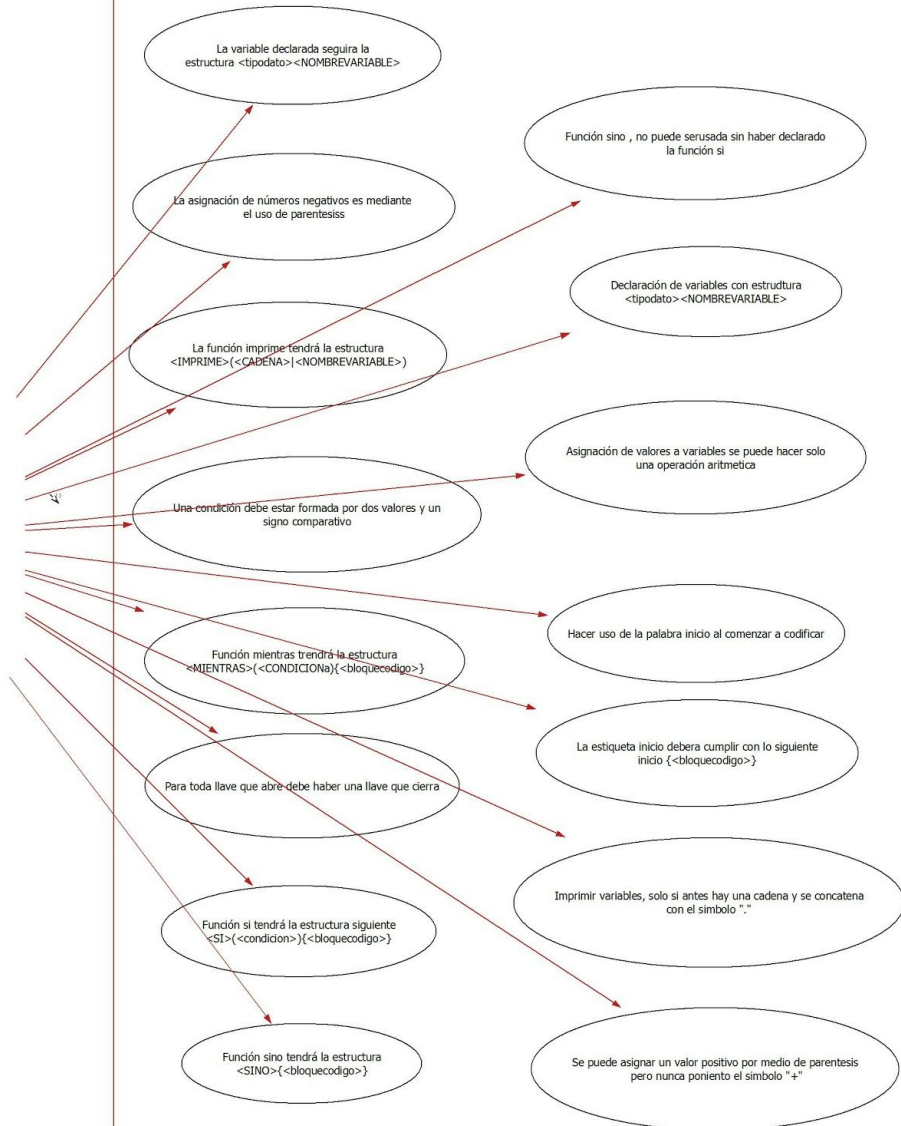 La variable declarada seguira la
estructura <tipodato><NOMBREVARIABLE>
La asignación de números negativos es mediante
el uso de parentesiss
La función imprime tendrá la estructura
<IMPRIME>(<CADENA>|<NOMBREVARIABLE>)
Una condición debe estar formada por dos valores y un
signo comparativo
Función mientras trendrá la estructura
<MIENTRAS>(<CONDICIONa){<bloquecodigo>}
Para toda llave que abre debe haber una llave que cierra
Función si tendrá la estructura siguiente
<SI>(<condicion>){<bloquecodigo>}
Función sino tendrá la estructura
<SINO>{<bloquecodigo>}
Función sino , no puede serusada sin haber declarado
la función si
Declaración de variables con estrudtura
<tipodato><NOMBREVARIABLE>
Asignación de valores a variables se puede hacer solo
una operación aritmetica
Hacer uso de la palabra inicio al comenzar a codificar
La estiqueta inicio debera cumplir con lo siguiente
inicio {<bloquecodigo>}
Imprimir variables, solo si antes hay una cadena y se concatena
con el simbolo "."
Se puede asignar un valor positivo por medio de parentesis
pero nunca poniento el simbolo "+"